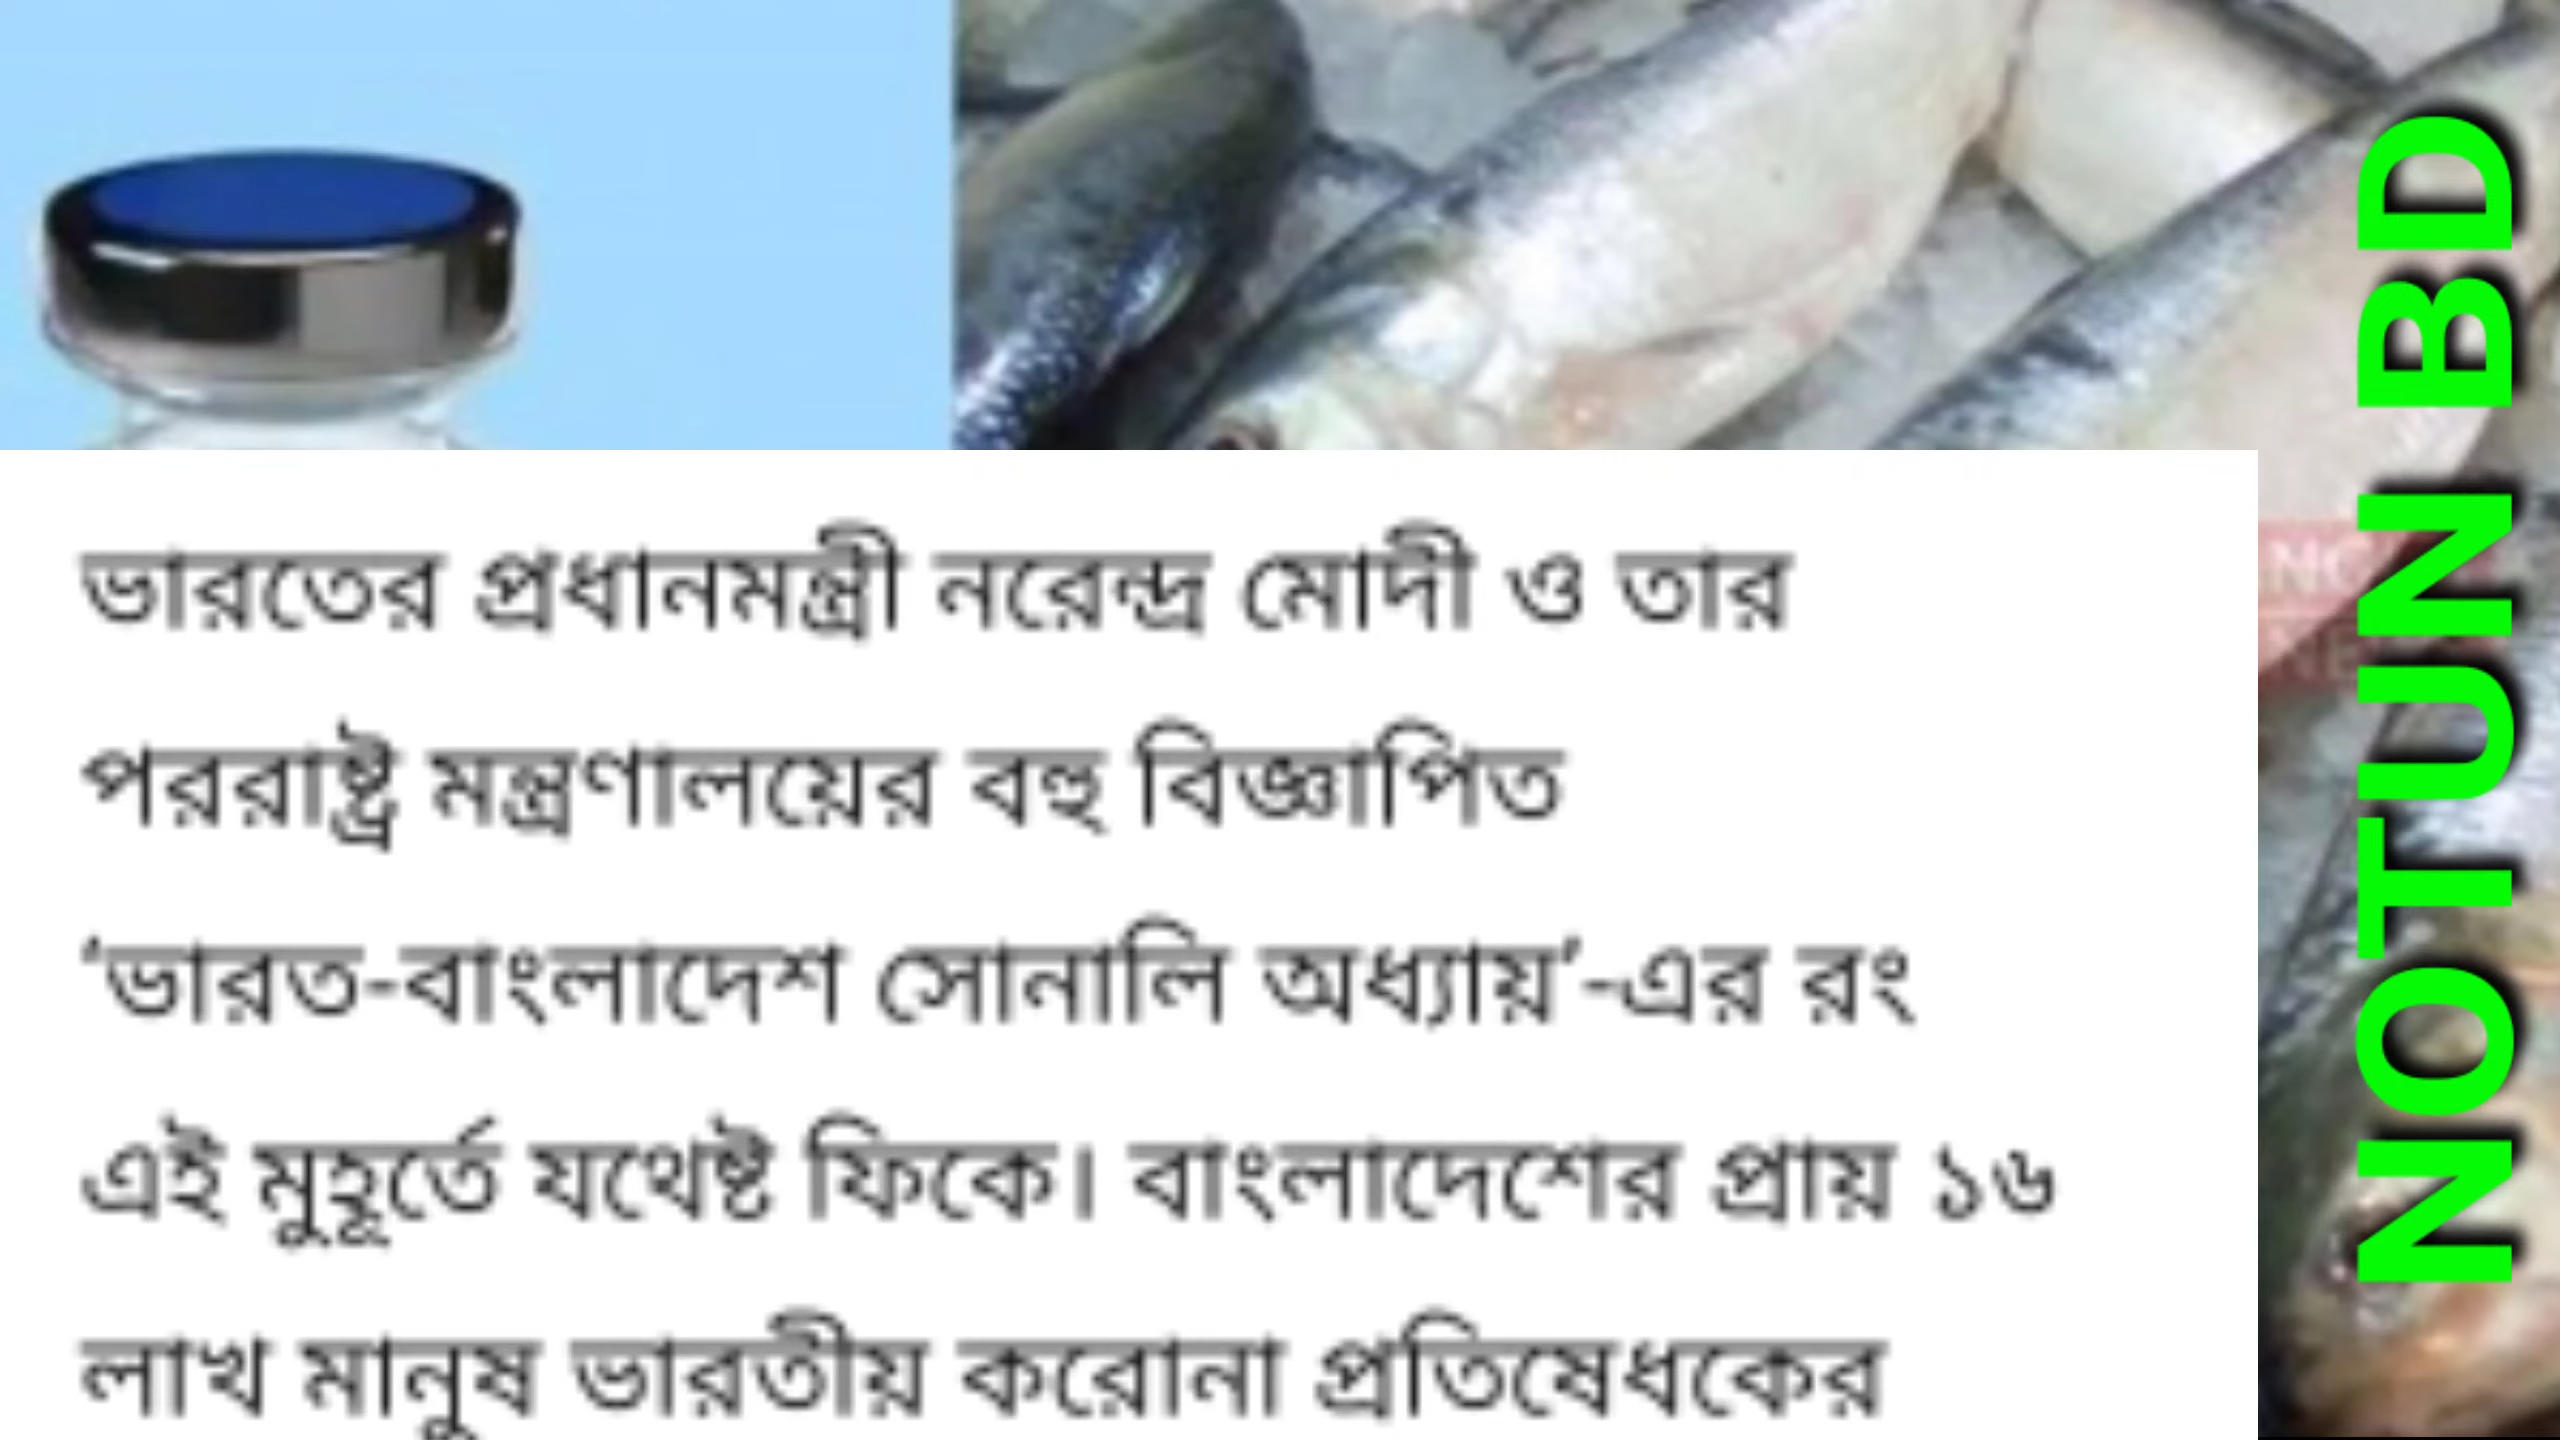 ভারতের প্রধানমন্ত্রী নরেন্দ্র মোদী ও তার
পররাষ্ট্র মন্ত্রণালয়ের বহু বিজ্ঞাপিত
‘ভারত-বাংলাদেশ সোনালি অধ্যায়’-এর রং
এই মুহূর্তে যথেষ্ট ফিকে। বাংলাদেশের প্রায় ১৬
লাখ মানুষ ভারতীয় করোনা প্রতিষেধকের
NOTUN BD